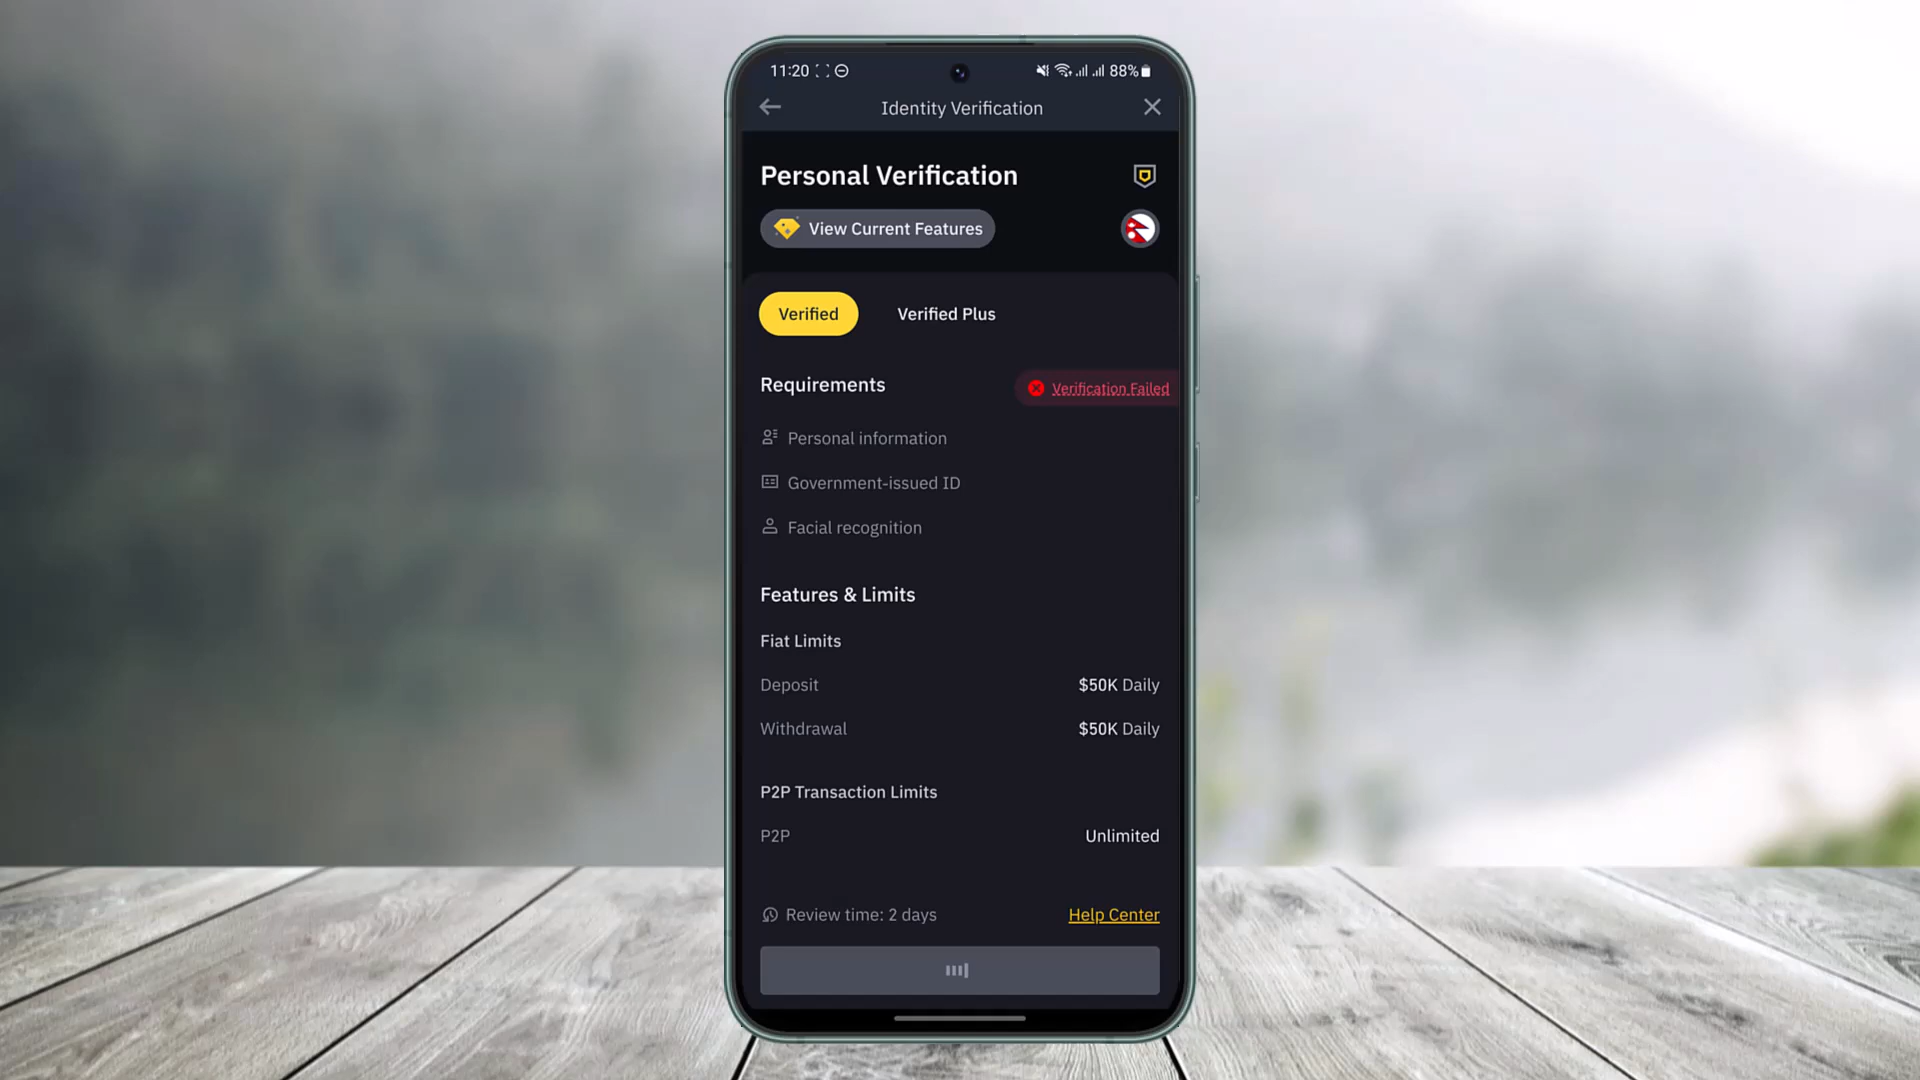 11:20
88%
Identity Verification
Personal Verification
View Current Features
Verified
Verified Plus
Requirements
Verification Failed
Personal information
Government-issued ID
Facial recognition
Features & Limits
Fiat Limits
Deposit
$50K Daily
Withdrawal
$50K Daily
P2P Transaction Limits
P2P
Unlimited
Review time: 2 days
Help Center